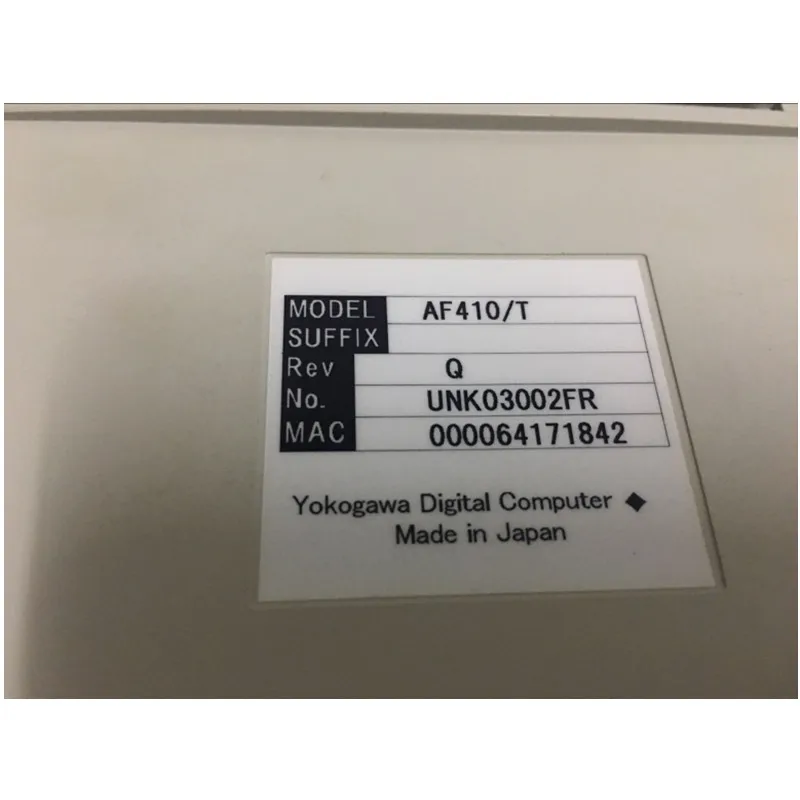 MODEL AF410/T
SUFFIX
Rev Q
No. UNK03002FR
MAC 000064171842
Yokogawa Digital Computer ◆
Made in Japan